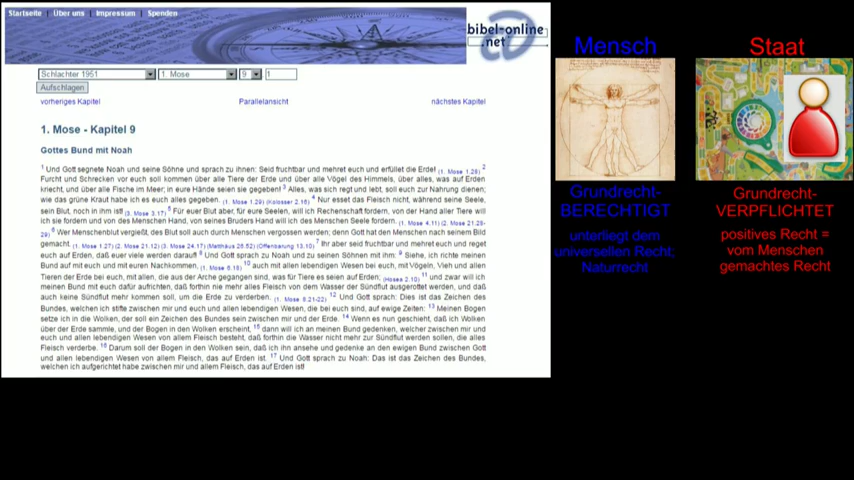 Startseite | Über uns | Impressum | Spenden
bibel-online
.net
Schlachter 1951 1. Mose 9 1
Aufschlagen
vorheriges Kapitel Parallelansicht nächstes Kapitel
1. Mose - Kapitel 9
Gottes Bund mit Noah
1 Und Gott segnete Noah und seine Söhne und sprach zu ihnen: Seid fruchtbar und mehret euch und erfüllet die Erde! (1. Mose 1.28) 2
Furcht und Schrecken vor euch soll kommen über alle Tiere der Erde und über alle Vögel des Himmels, über alles, was auf Erden
kriecht, und über alle Fische im Meer; in eure Hände seien sie gegeben! 3 Alles, was sich regt und lebt, soll euch zur Nahrung dienen;
wie das grüne Kraut habe ich es euch alles gegeben. (1. Mose 1.29) (Kolosser 2.16) 4 Nur esset das Fleisch nicht, während seine Seele,
sein Blut, noch in ihm ist! (3. Mose 3.17) 5 Für euer Blut aber, für eure Seelen, will ich Rechenschaft fordern, von der Hand aller Tiere will
ich sie fordern und von des Menschen Hand, von seines Bruders Hand will ich des Menschen Seele fordern. (1. Mose 4.11) (2. Mose 21.28-
29) 6 Wer Menschenblut vergießt, des Blut soll auch durch Menschen vergossen werden; denn Gott hat den Menschen nach seinem Bild
gemacht. (1. Mose 1.27) (2. Mose 21.12) (3. Mose 24.17) (Matthäus 26.52) (Offenbarung 13.10) 7 Ihr aber seid fruchtbar und mehret euch und reget
euch auf Erden, daß euer viele darauf werden! 8 Und Gott sprach zu Noah und zu seinen Söhnen mit ihm: 9 Siehe, ich richte meinen
Bund auf mit euch und mit euren Nachkommen, (1. Mose 6.18) 10 auch mit allen lebendigen Wesen bei euch, mit Vögeln, Vieh und allen
Tieren der Erde bei euch, mit allen, die aus der Arche gegangen sind, was für Tiere es seien auf Erden; (Hosea 2.10) 11 und zwar will ich
meinen Bund mit euch dahin aufrichten, daß forthin nie mehr alles Fleisch von dem Wasser der Sündflut ausgerottet werden, und daß
auch keine Sündflut mehr kommen soll, um die Erde zu verderben. (1. Mose 8.21-22) 12 Und Gott sprach: Dies ist das Zeichen des
Bundes, welchen ich stifte zwischen mir und euch und allen lebendigen Wesen, die bei euch sind, auf ewige Zeiten: 13 Meinen Bogen
setze ich in die Wolken, der soll ein Zeichen des Bundes sein zwischen mir und der Erde. 14 Wenn es nun geschieht, daß ich Wolken
über der Erde sammle, und der Bogen in den Wolken erscheint, 15 dann will ich an meinen Bund gedenken, welcher zwischen mir und
euch und allen lebendigen Wesen von allem Fleisch besteht, daß forthin die Wasser nicht mehr zur Sündflut werden sollen, die alles
Fleisch verderbe. 16 Darum soll der Bogen in den Wolken sein, daß ich ihn ansehe und gedenke an den ewigen Bund zwischen Gott
und allen lebendigen Wesen von allem Fleisch, das auf Erden ist. 17 Und Gott sprach zu Noah: Das ist das Zeichen des Bundes,
welchen ich aufgerichtet habe zwischen mir und allem Fleisch, das auf Erden ist!
Mensch
Grundrecht-
BERECHTIGT
unterliegt dem
universellen Recht;
Naturrecht
Staat
Grundrecht-
VERPFLICHTET
positives Recht =
vom Menschen
gemachtes Recht